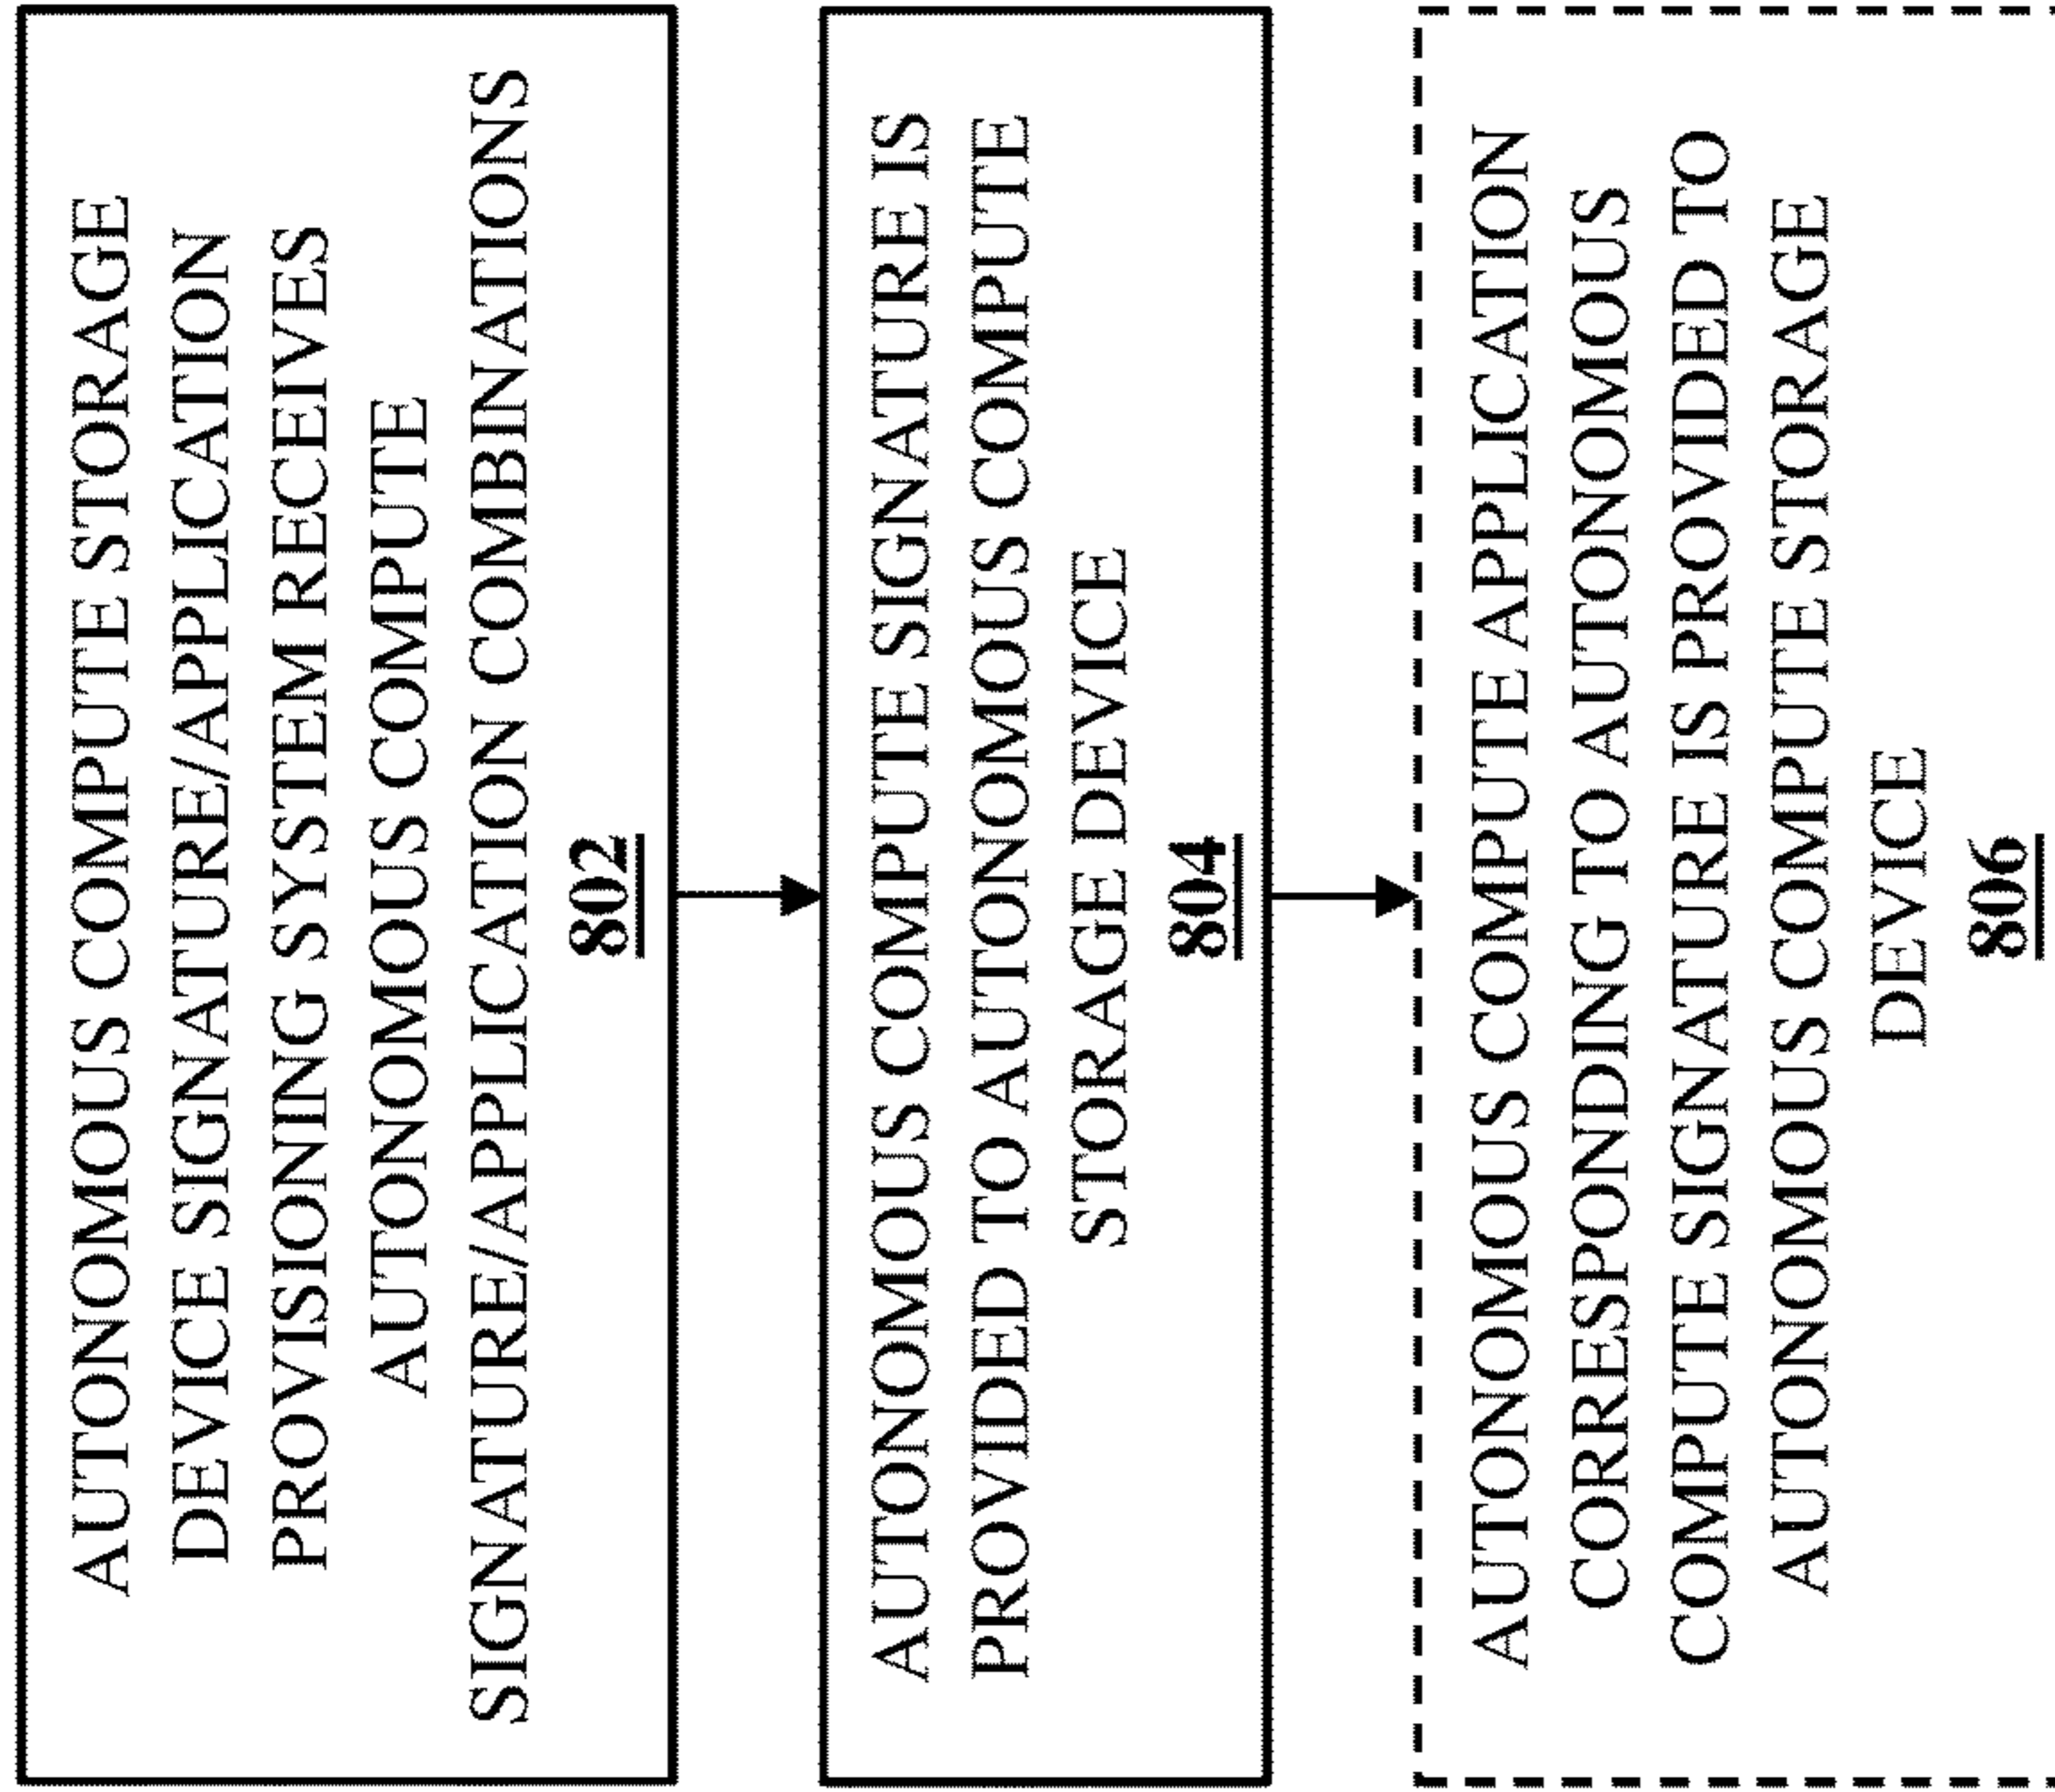 AUTONOMOUS COMPUTE STORAGE
DEVICE SIGNATURE/APPLICATION
PROVISIONING SYSTEM RECEIVES
AUTONOMOUS COMPUTE
SIGNATURE/APPLICATION COMBINATIONS
802
AUTONOMOUS COMPUTE SIGNATURE IS
PROVIDED TO AUTONOMOUS COMPUTE
STORAGE DEVICE
804
AUTONOMOUS COMPUTE APPLICATION
CORRESPONDING TO AUTONOMOUS
COMPUTE SIGNATURE IS PROVIDED TO
AUTONOMOUS COMPUTE STORAGE
DEVICE
806